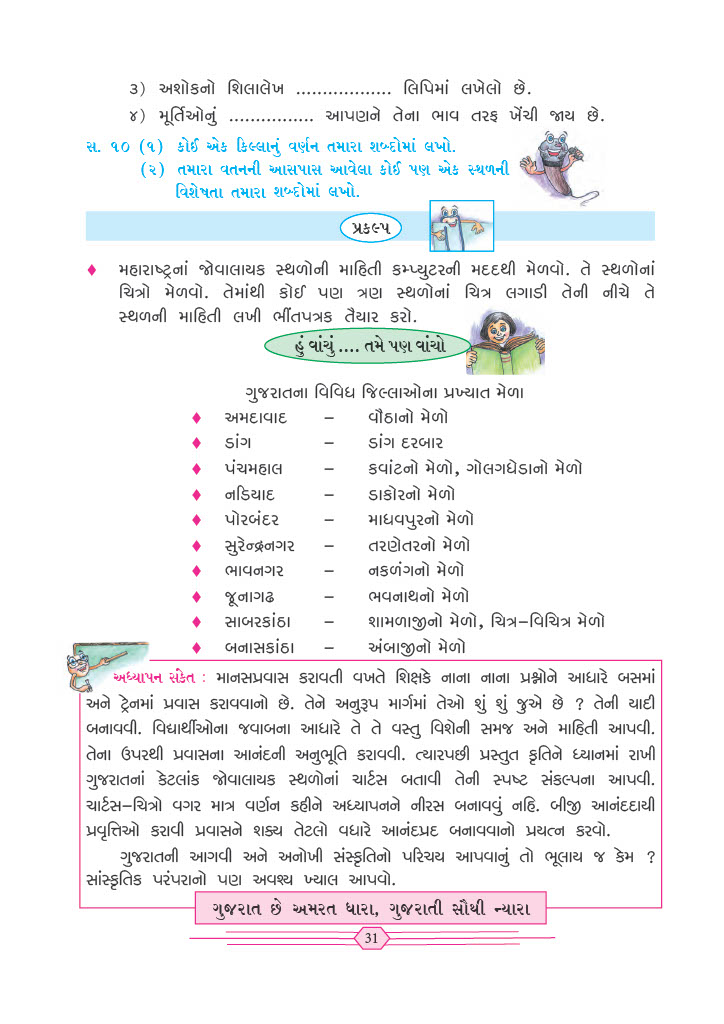 ૩) અશોકનો શિલાલેખ .................. લિપિમાં લખેલો છે.
૪) મૂર્તિઓનું ................ આપણને તેના ભાવ તરફ ખેંચી જાય છે.
સ. ૧૦ (૧) કોઈ એક કિલ્લાનું વર્ણન તમારા શબ્દોમાં લખો.
(૨) તમારા વતનની આસપાસ આવેલા કોઈ પણ એક સ્થળની
વિશેષતા તમારા શબ્દોમાં લખો.
પ્રકલ્પ
♦ મહારાષ્ટ્રનાં જોવાલાયક સ્થળોની માહિતી કમ્પ્યુટરની મદદથી મેળવો. તે સ્થળોનાં
ચિત્રો મેળવો. તેમાંથી કોઈ પણ ત્રણ સ્થળોનાં ચિત્ર લગાડી તેની નીચે તે
સ્થળની માહિતી લખી ભીંતપત્રક તૈયાર કરો.
હું વાંચું .... તમે પણ વાંચો
ગુજરાતના વિવિધ જિલ્લાઓના પ્રખ્યાત મેળા
♦ અમદાવાદ – વૌઠાનો મેળો
♦ ડાંગ – ડાંગ દરબાર
♦ પંચમહાલ – કવાંટનો મેળો, ગોલગધેડાનો મેળો
♦ નડિયાદ – ડાકોરનો મેળો
♦ પોરબંદર – માધવપુરનો મેળો
♦ સુરેન્દ્રનગર – તરણેતરનો મેળો
♦ ભાવનગર – નકળંગનો મેળો
♦ જૂનાગઢ – ભવનાથનો મેળો
♦ સાબરકાંઠા – શામળાજીનો મેળો, ચિત્ર–વિચિત્ર મેળો
♦ બનાસકાંઠા – અંબાજીનો મેળો
અધ્યાપન સંકેત : માનસપ્રવાસ કરાવતી વખતે શિક્ષકે નાના નાના પ્રશ્નોને આધારે બસમાં
અને ટ્રેનમાં પ્રવાસ કરાવવાનો છે. તેને અનુરૂપ માર્ગમાં તેઓ શું શું જુએ છે ? તેની યાદી
બનાવવી. વિદ્યાર્થીઓના જવાબના આધારે તે તે વસ્તુ વિશેની સમજ અને માહિતી આપવી.
તેના ઉપરથી પ્રવાસના આનંદની અનુભૂતિ કરાવવી. ત્યારપછી પ્રસ્તુત કૃતિને ધ્યાનમાં રાખી
ગુજરાતનાં કેટલાંક જોવાલાયક સ્થળોનાં ચાર્ટસ બતાવી તેની સ્પષ્ટ સંકલ્પના આપવી.
ચાર્ટસ–ચિત્રો વગર માત્ર વર્ણન કહીને અધ્યાપનને નીરસ બનાવવું નહિ. બીજી આનંદદાયી
પ્રવૃત્તિઓ કરાવી પ્રવાસને શક્ય તેટલો વધારે આનંદપ્રદ બનાવવાનો પ્રયત્ન કરવો.
ગુજરાતની આગવી અને અનોખી સંસ્કૃતિનો પરિચય આપવાનું તો ભૂલાય જ કેમ ?
સાંસ્કૃતિક પરંપરાનો પણ અવશ્ય ખ્યાલ આપવો.
ગુજરાત છે અમરત ધારા, ગુજરાતી સૌથી ન્યારા
31